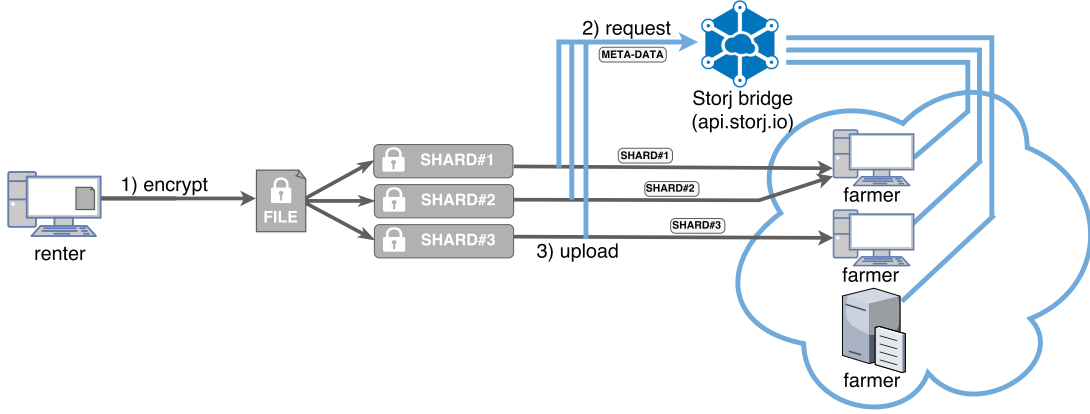 2) request
META-DATA
Storj bridge
(api.storj.io)
1) encrypt
FILE
SHARD#1
SHARD#2
SHARD#3
SHARD#1
SHARD#2
SHARD#3
3) upload
renter
farmer
farmer
farmer